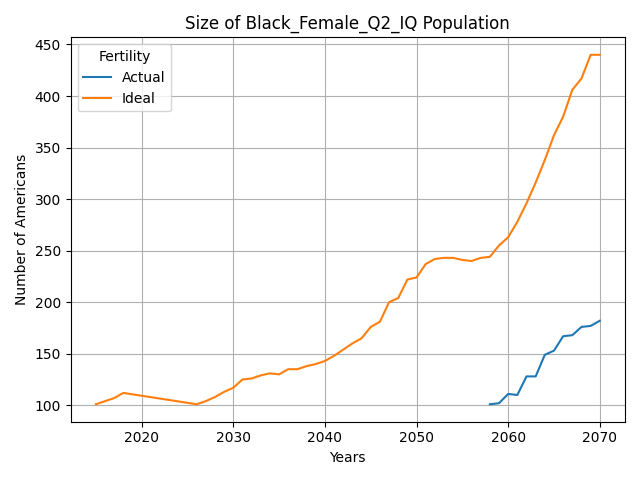 Size of Black_Female_Q2_IQ Population
Fertility
Actual
Ideal
Number of Americans
450
400
350
300
250
200
150
100
2020 2030 2040 2050 2060 2070
Years